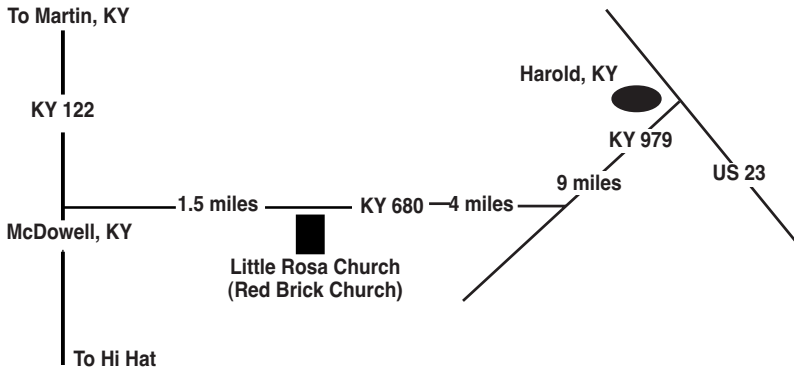 To Martin, KY
Harold, KY
KY 122
KY 979
US 23
9 miles
1.5 miles
KY 680
4 miles
McDowell, KY
Little Rosa Church
(Red Brick Church)
To Hi Hat